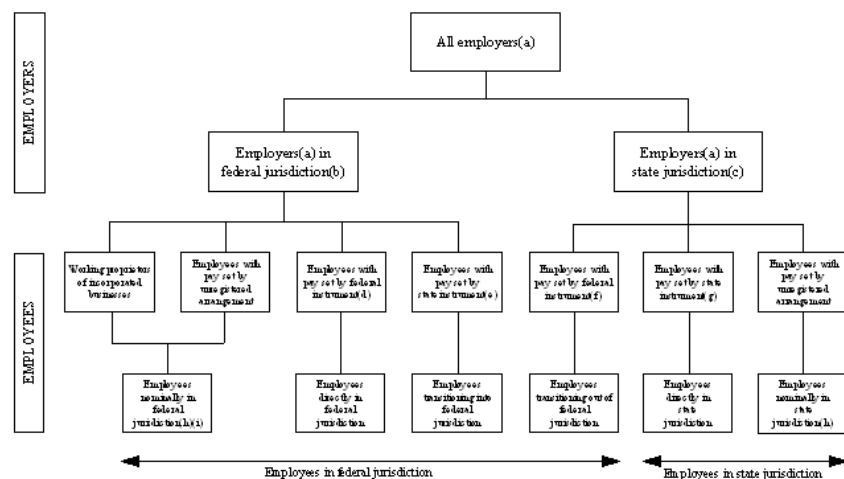 EMPLOYERS
All employers(a)
Employers(a) in
federal jurisdiction(b)
Employers(a) in
state jurisdiction(c)
EMPLOYEES
Working proprietors
of incorporated
businesses
Employees with
pay set by
unregistered
arrangement
Employees with
pay set by federal
instrument(d)
Employees with
pay set by
state instrument(e)
Employees with
pay set by federal
instrument(f)
Employees with
pay set by state
instrument(g)
Employees with
pay set by
unregistered
arrangement
Employees
nominally in
federal
jurisdiction(h)(i)
Employees
directly in
federal
jurisdiction
Employees
transitioning into
federal
jurisdiction
Employees
transitioning out of
federal
jurisdiction
Employees
directly in
state
jurisdiction
Employees
nominally in
state
jurisdiction(h)
Employees in federal jurisdiction
Employees in state jurisdiction